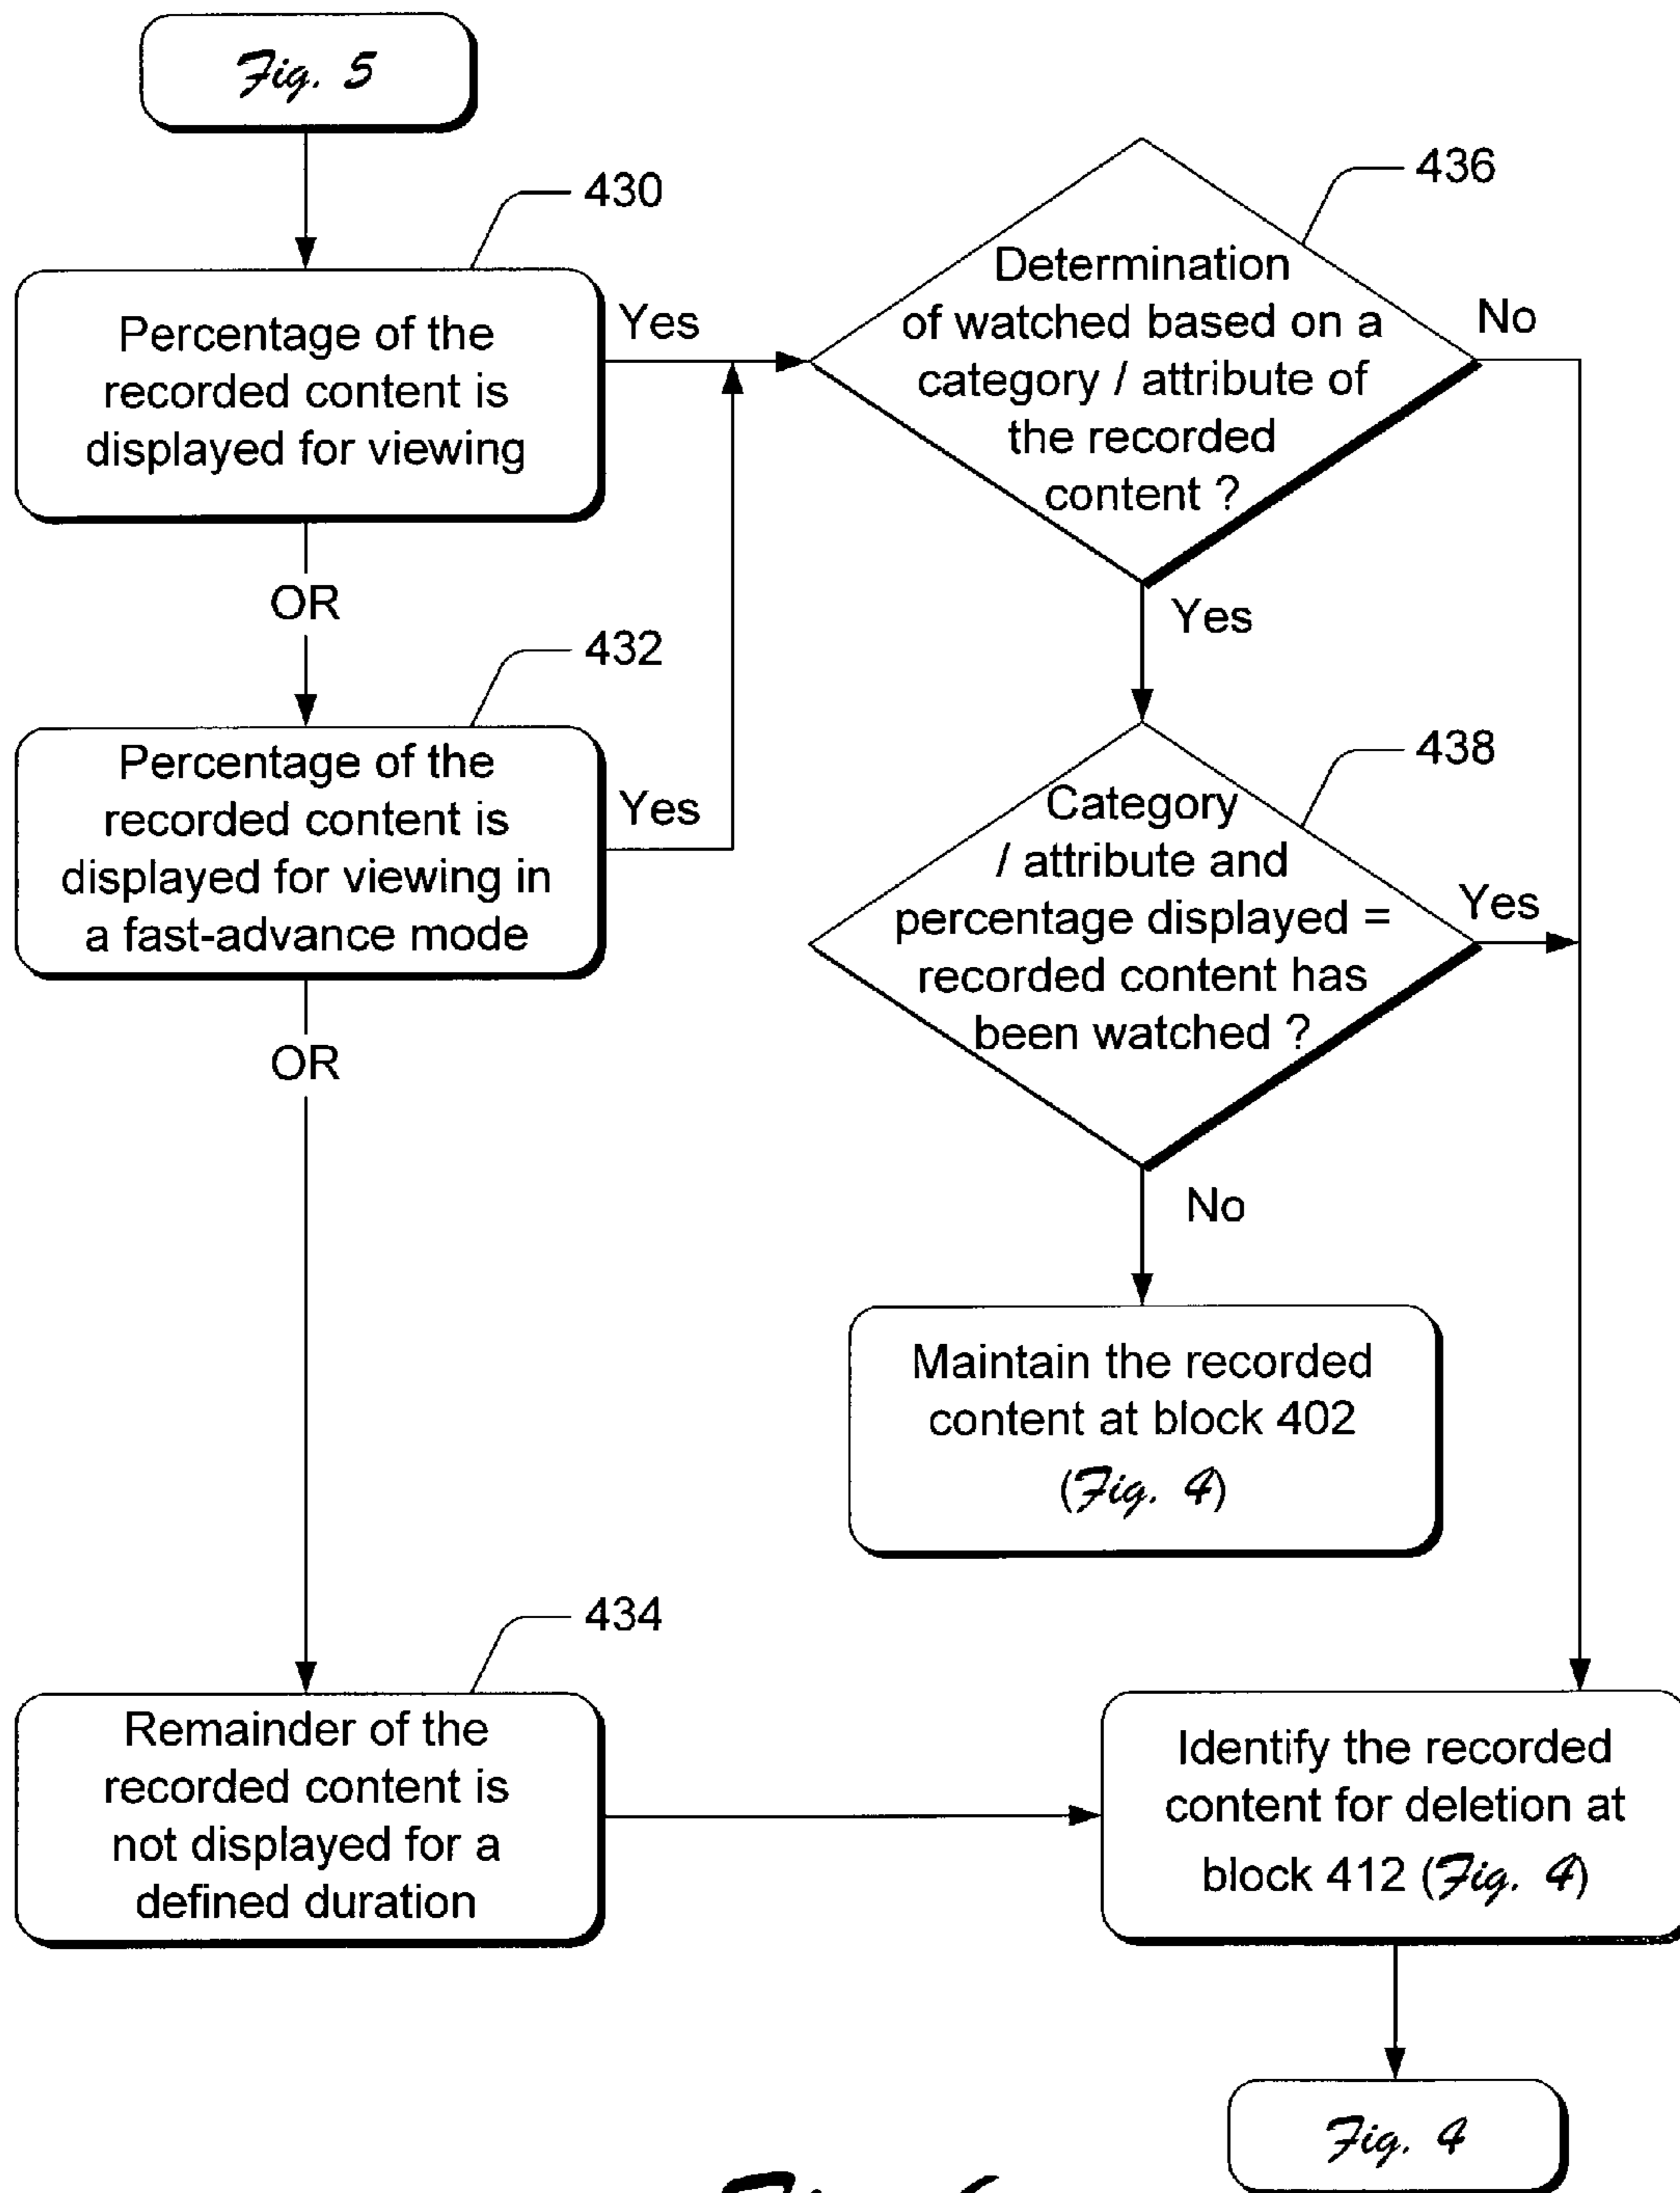 Fig. 5
430
Percentage of the
recorded content is
displayed for viewing
Yes
OR
432
Percentage of the
recorded content is
displayed for viewing in
a fast-advance mode
Yes
OR
434
Remainder of the
recorded content is
not displayed for a
defined duration
436
Determination
of watched based on a
category / attribute of
the recorded
content ?
No
Yes
438
Category
/ attribute and
percentage displayed =
recorded content has
been watched ?
Yes
No
Maintain the recorded
content at block 402
(Fig. 4)
Identify the recorded
content for deletion at
block 412 (Fig. 4)
Fig. 4